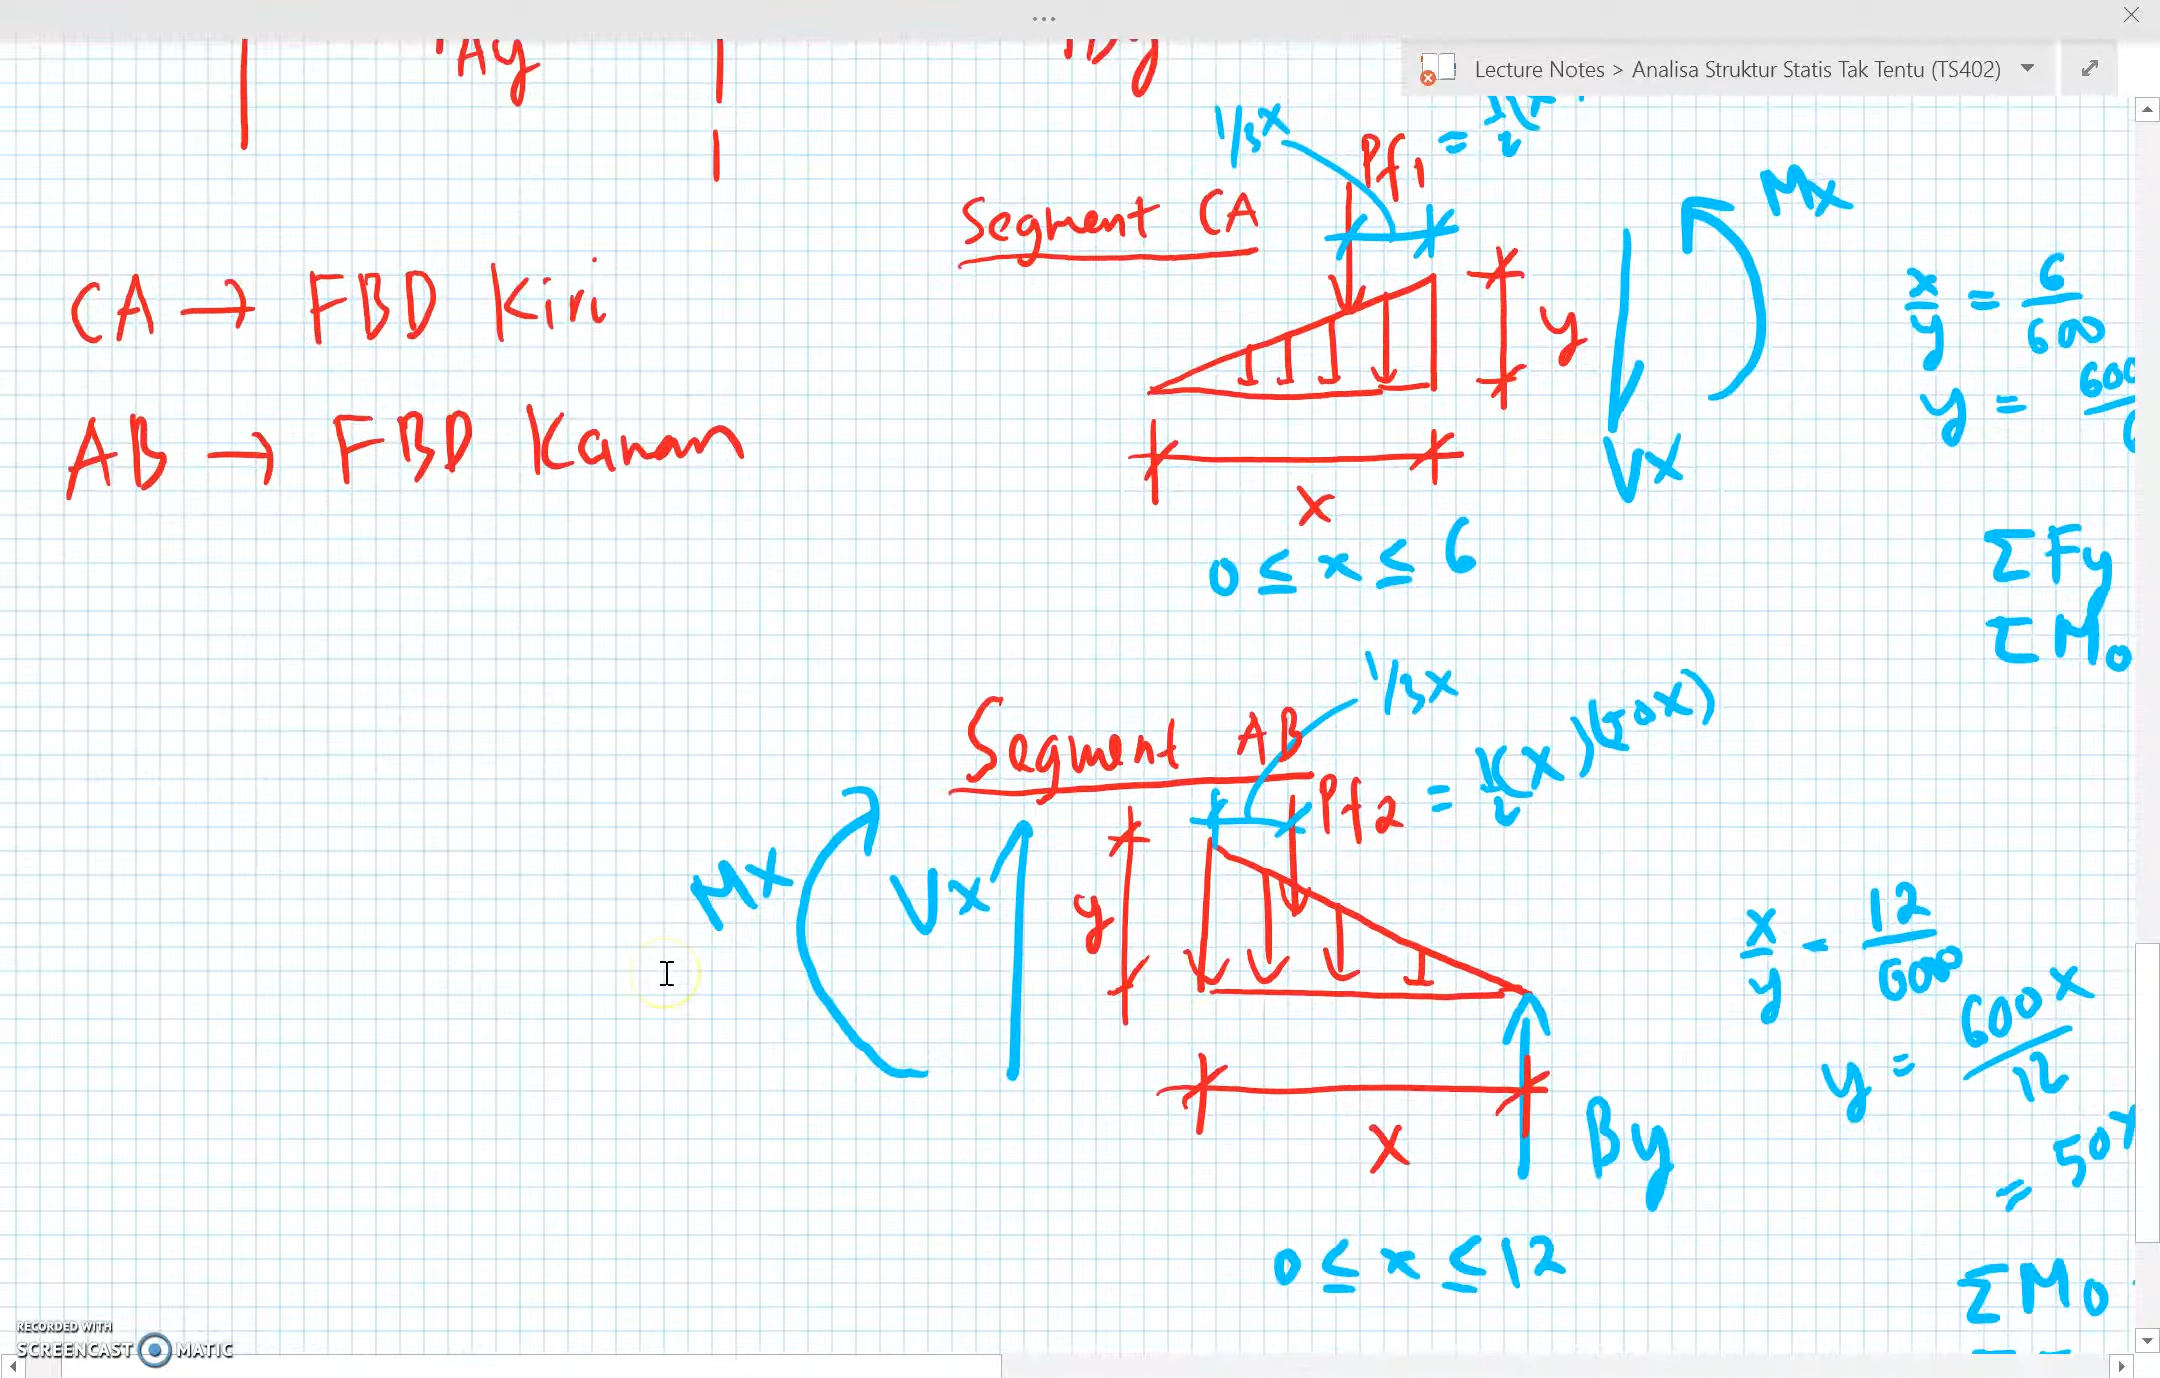 Ay
By
Lecture Notes > Analisa Struktur Statis Tak Tentu (TS402)
CA → FBD Kiri
AB → FBD Kanan
1/3x
Pf1 =
Segment CA
Mx
y
Vx
x
0 ≤ x ≤ 6
x/y = 6/600
y = 600
ΣFy
ΣMo
1/3x
Segment AB
Pf2 = 1/2(x)(50x)
Mx
Vx
y
x
By
0 ≤ x ≤ 12
x/y = 12/600
y = 600x/12
= 50x
ΣMo
RECORDED WITH
SCREENCAST MATIC